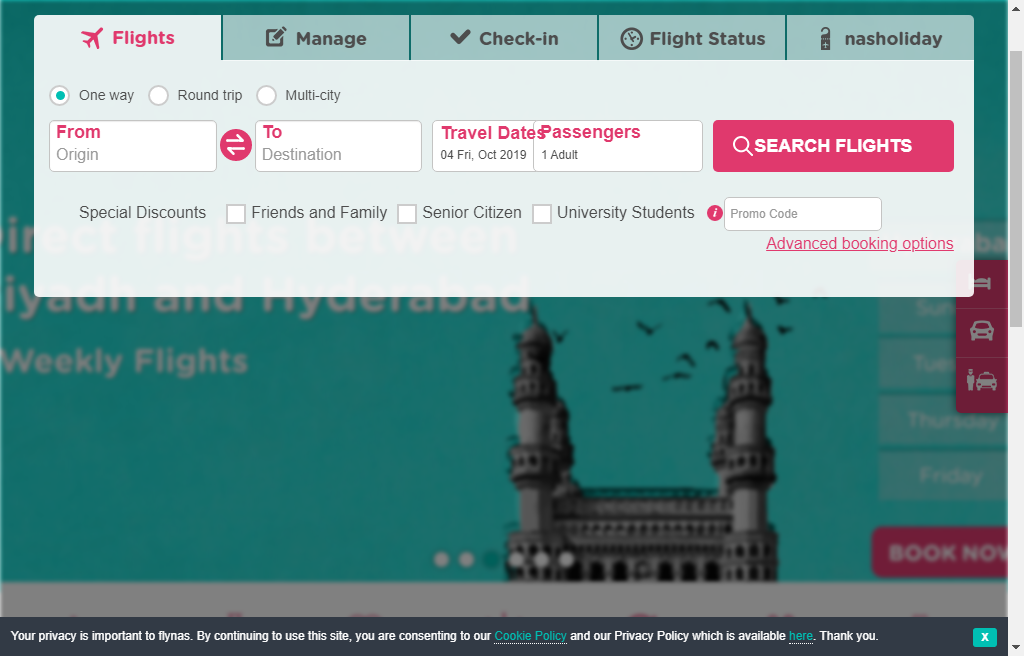 Flights
Manage
Check-in
Flight Status
nasholiday
One way
Round trip
Multi-city
From
Origin
To
Destination
Travel Dates
04 Fri, Oct 2019
Passengers
1 Adult
SEARCH FLIGHTS
Special Discounts
Friends and Family
Senior Citizen
University Students
Promo Code
Advanced booking options
irect flights between
iyadh and Hyderabad
Weekly Flights
Sun
Tues
Thursday
Friday
BOOK NOW
Your privacy is important to flynas. By continuing to use this site, you are consenting to our Cookie Policy and our Privacy Policy which is available here. Thank you.
X